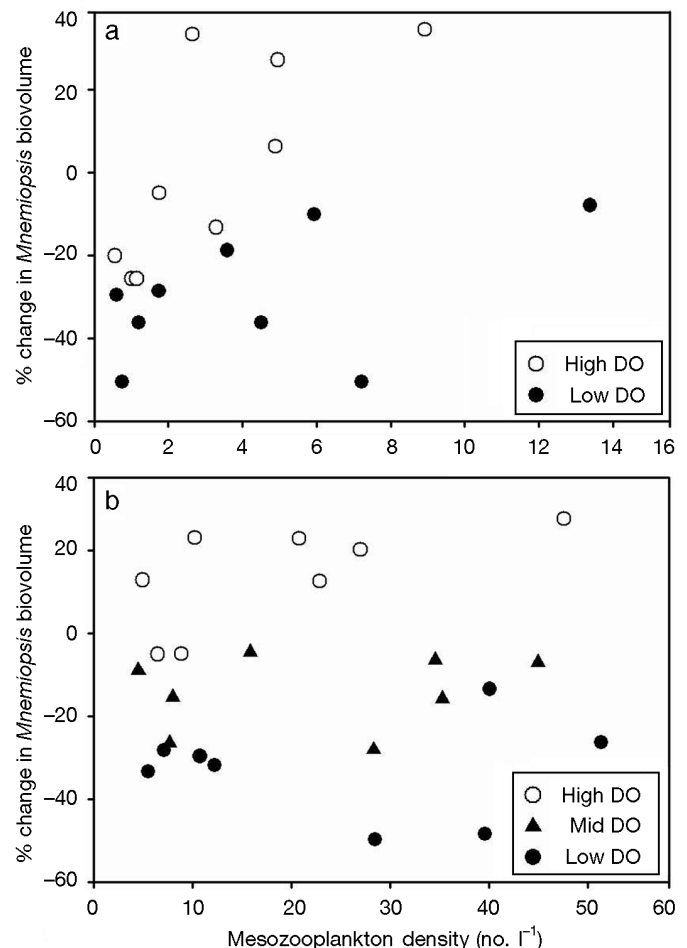 a
% change in Mnemiopsis biovolume
40
20
0
−20
−40
−60
High DO
Low DO
0 2 4 6 8 10 12 14 16
b
% change in Mnemiopsis biovolume
40
20
0
−20
−40
−60
High DO
Mid DO
Low DO
0 10 20 30 40 50 60
Mesozooplankton density (no. l⁻¹)